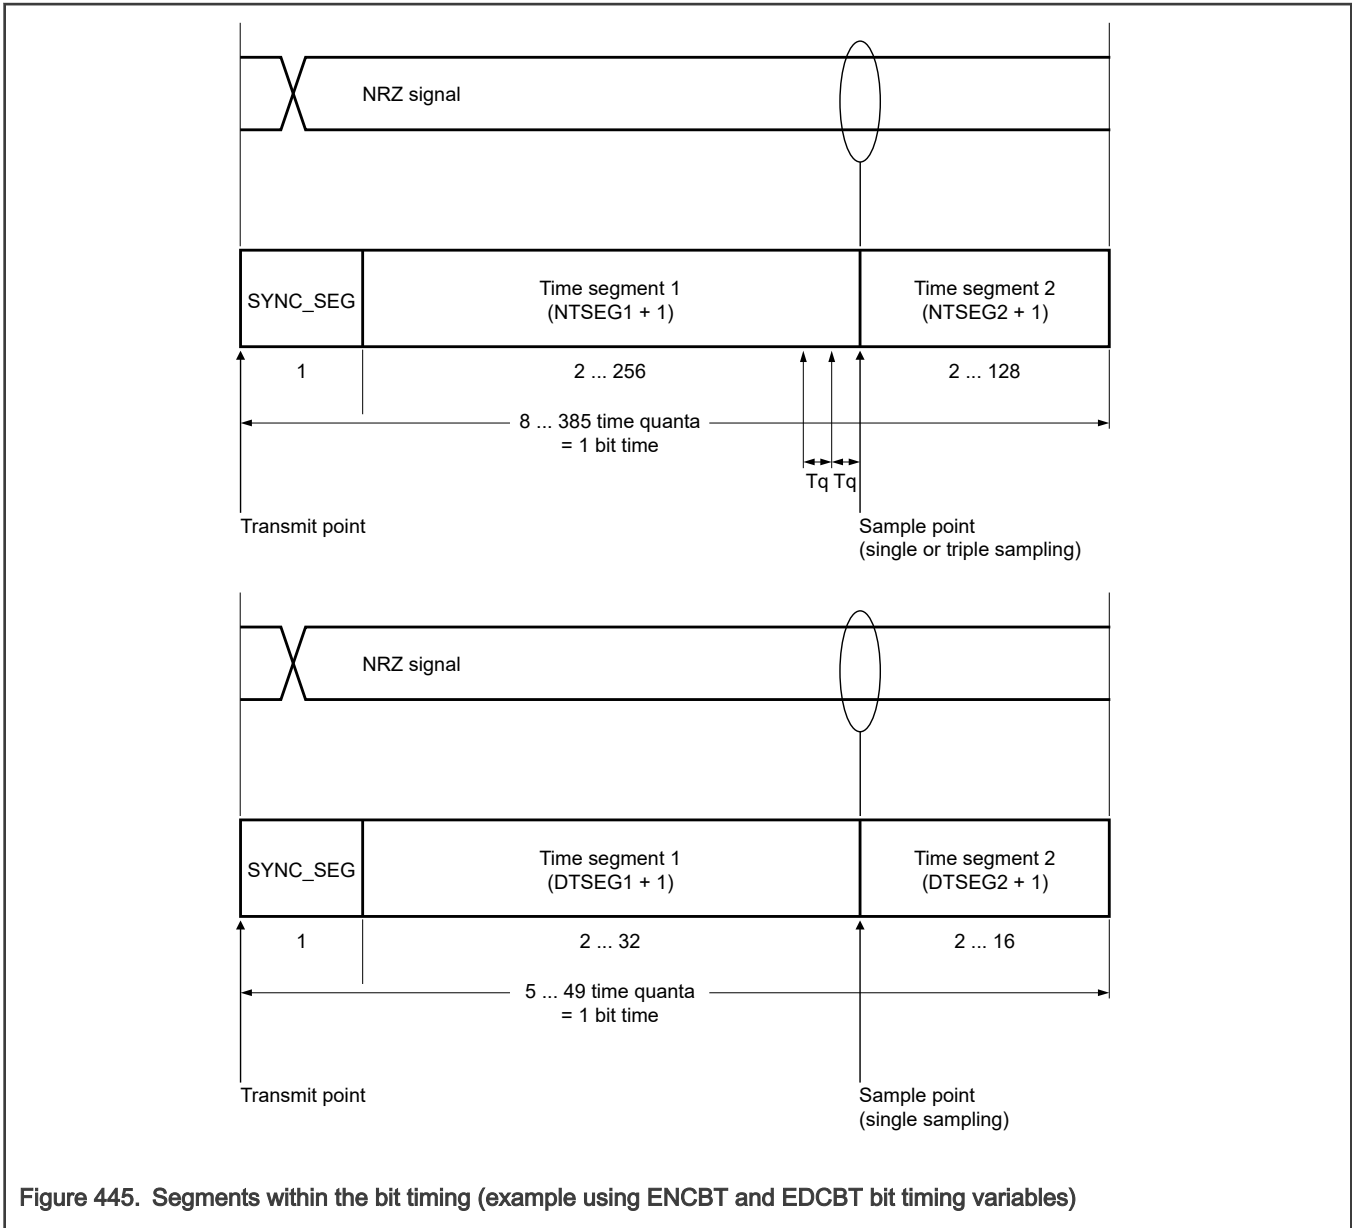 NRZ signal
SYNC_SEG
Time segment 1
(NTSEG1 + 1)
Time segment 2
(NTSEG2 + 1)
1
2 ... 256
2 ... 128
8 ... 385 time quanta
= 1 bit time
Tq Tq
Transmit point
Sample point
(single or triple sampling)
NRZ signal
SYNC_SEG
Time segment 1
(DTSEG1 + 1)
Time segment 2
(DTSEG2 + 1)
1
2 ... 32
2 ... 16
5 ... 49 time quanta
= 1 bit time
Transmit point
Sample point
(single sampling)
Figure 445. Segments within the bit timing (example using ENCBT and EDCBT bit timing variables)